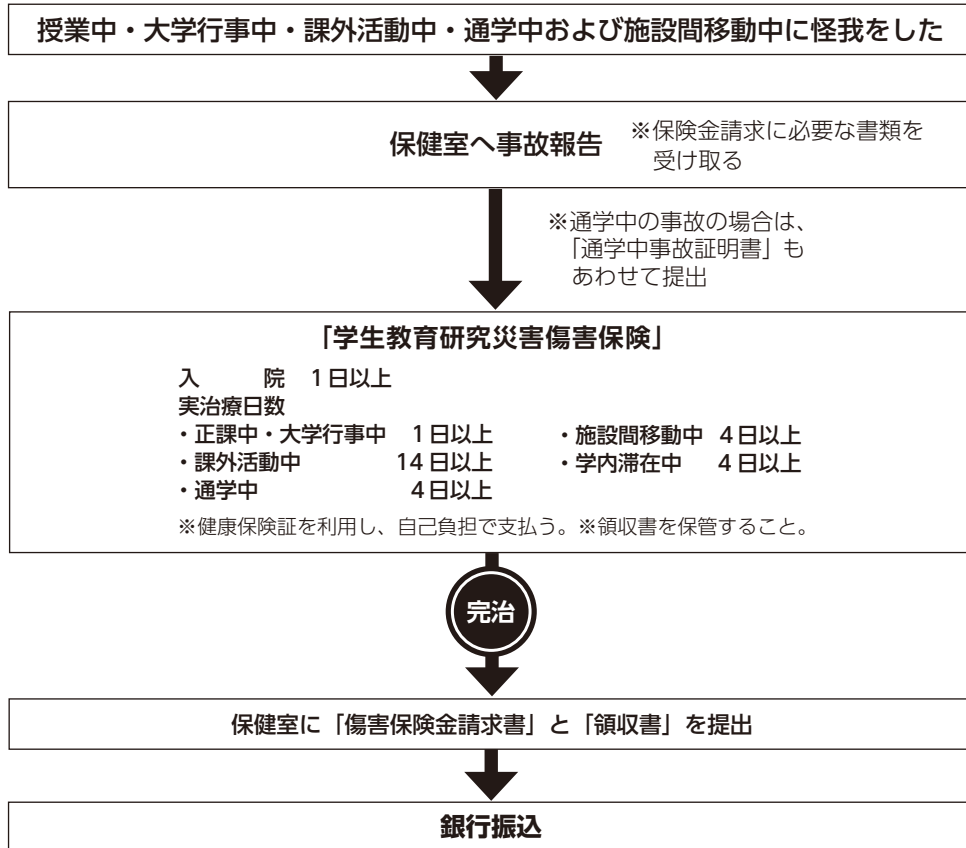 授業中・大学行事中・課外活動中・通学中および施設間移動中に怪我をした
保健室へ事故報告
※保険金請求に必要な書類を
受け取る
※通学中の事故の場合は、
「通学中事故証明書」も
あわせて提出
「学生教育研究災害傷害保険」
入　　院　1日以上
実治療日数
・正課中・大学行事中　1日以上　・施設間移動中　4日以上
・課外活動中　14日以上　・学内滞在中　4日以上
・通学中　4日以上
※健康保険証を利用し、自己負担で支払う。※領収書を保管すること。
完治
保健室に「傷害保険金請求書」と「領収書」を提出
銀行振込